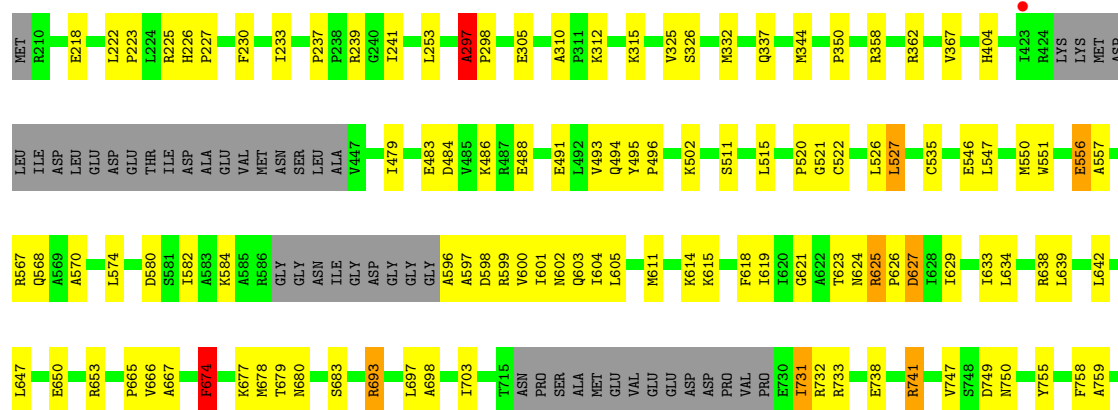 MET R210 E218 L222 P223 L224 R225 H226 P227 F230 I233 P237 P238 R239 G240 I241 L253 A297 P298 E305 A310 P311 K312 K315 V325 S326 M332 Q337 M344 P350 R358 R362 V367 H404 I423 R424 LYS LYS MET ASP
LEU ILE ASP LEU GLU ASP GLU THR ILE ASP ALA GLU VAL MET ASN SER LEU ALA V447 I479 E483 D484 V485 K486 R487 E488 E491 L492 V493 Q494 Y495 P496 K502 S511 L515 P520 G521 C522 L526 L527 C535 E546 L547 M550 W551 E556 A557
R567 Q568 A569 A570 L574 D580 S581 I582 A583 K584 A585 R586 GLY GLY ASN ILE GLY ASP GLY GLY GLY A596 A597 D598 R599 V600 I601 N602 Q603 I604 L605 M611 K614 K615 F618 I619 I620 G621 A622 T623 N624 R625 P626 D627 I628 I629 I633 L634 R638 L639 L642
L647 E650 R653 P665 V666 A667 F674 K677 M678 T679 N680 S683 R693 L697 A698 I703 T715 ASN PRO SER ALA MET GLU VAL GLU GLU ASP ASP PRO VAL PRO E730 I731 R732 R733 E738 R741 V747 S748 D749 N750 Y755 F758 A759